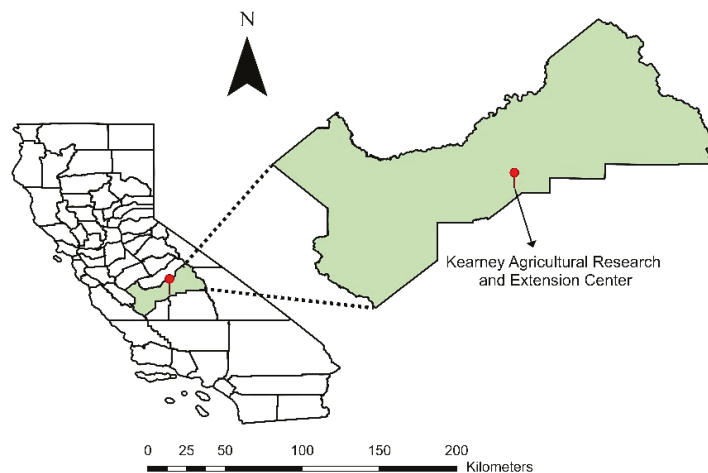 N
Kearney Agricultural Research
and Extension Center
0 25 50 100 150 200
Kilometers